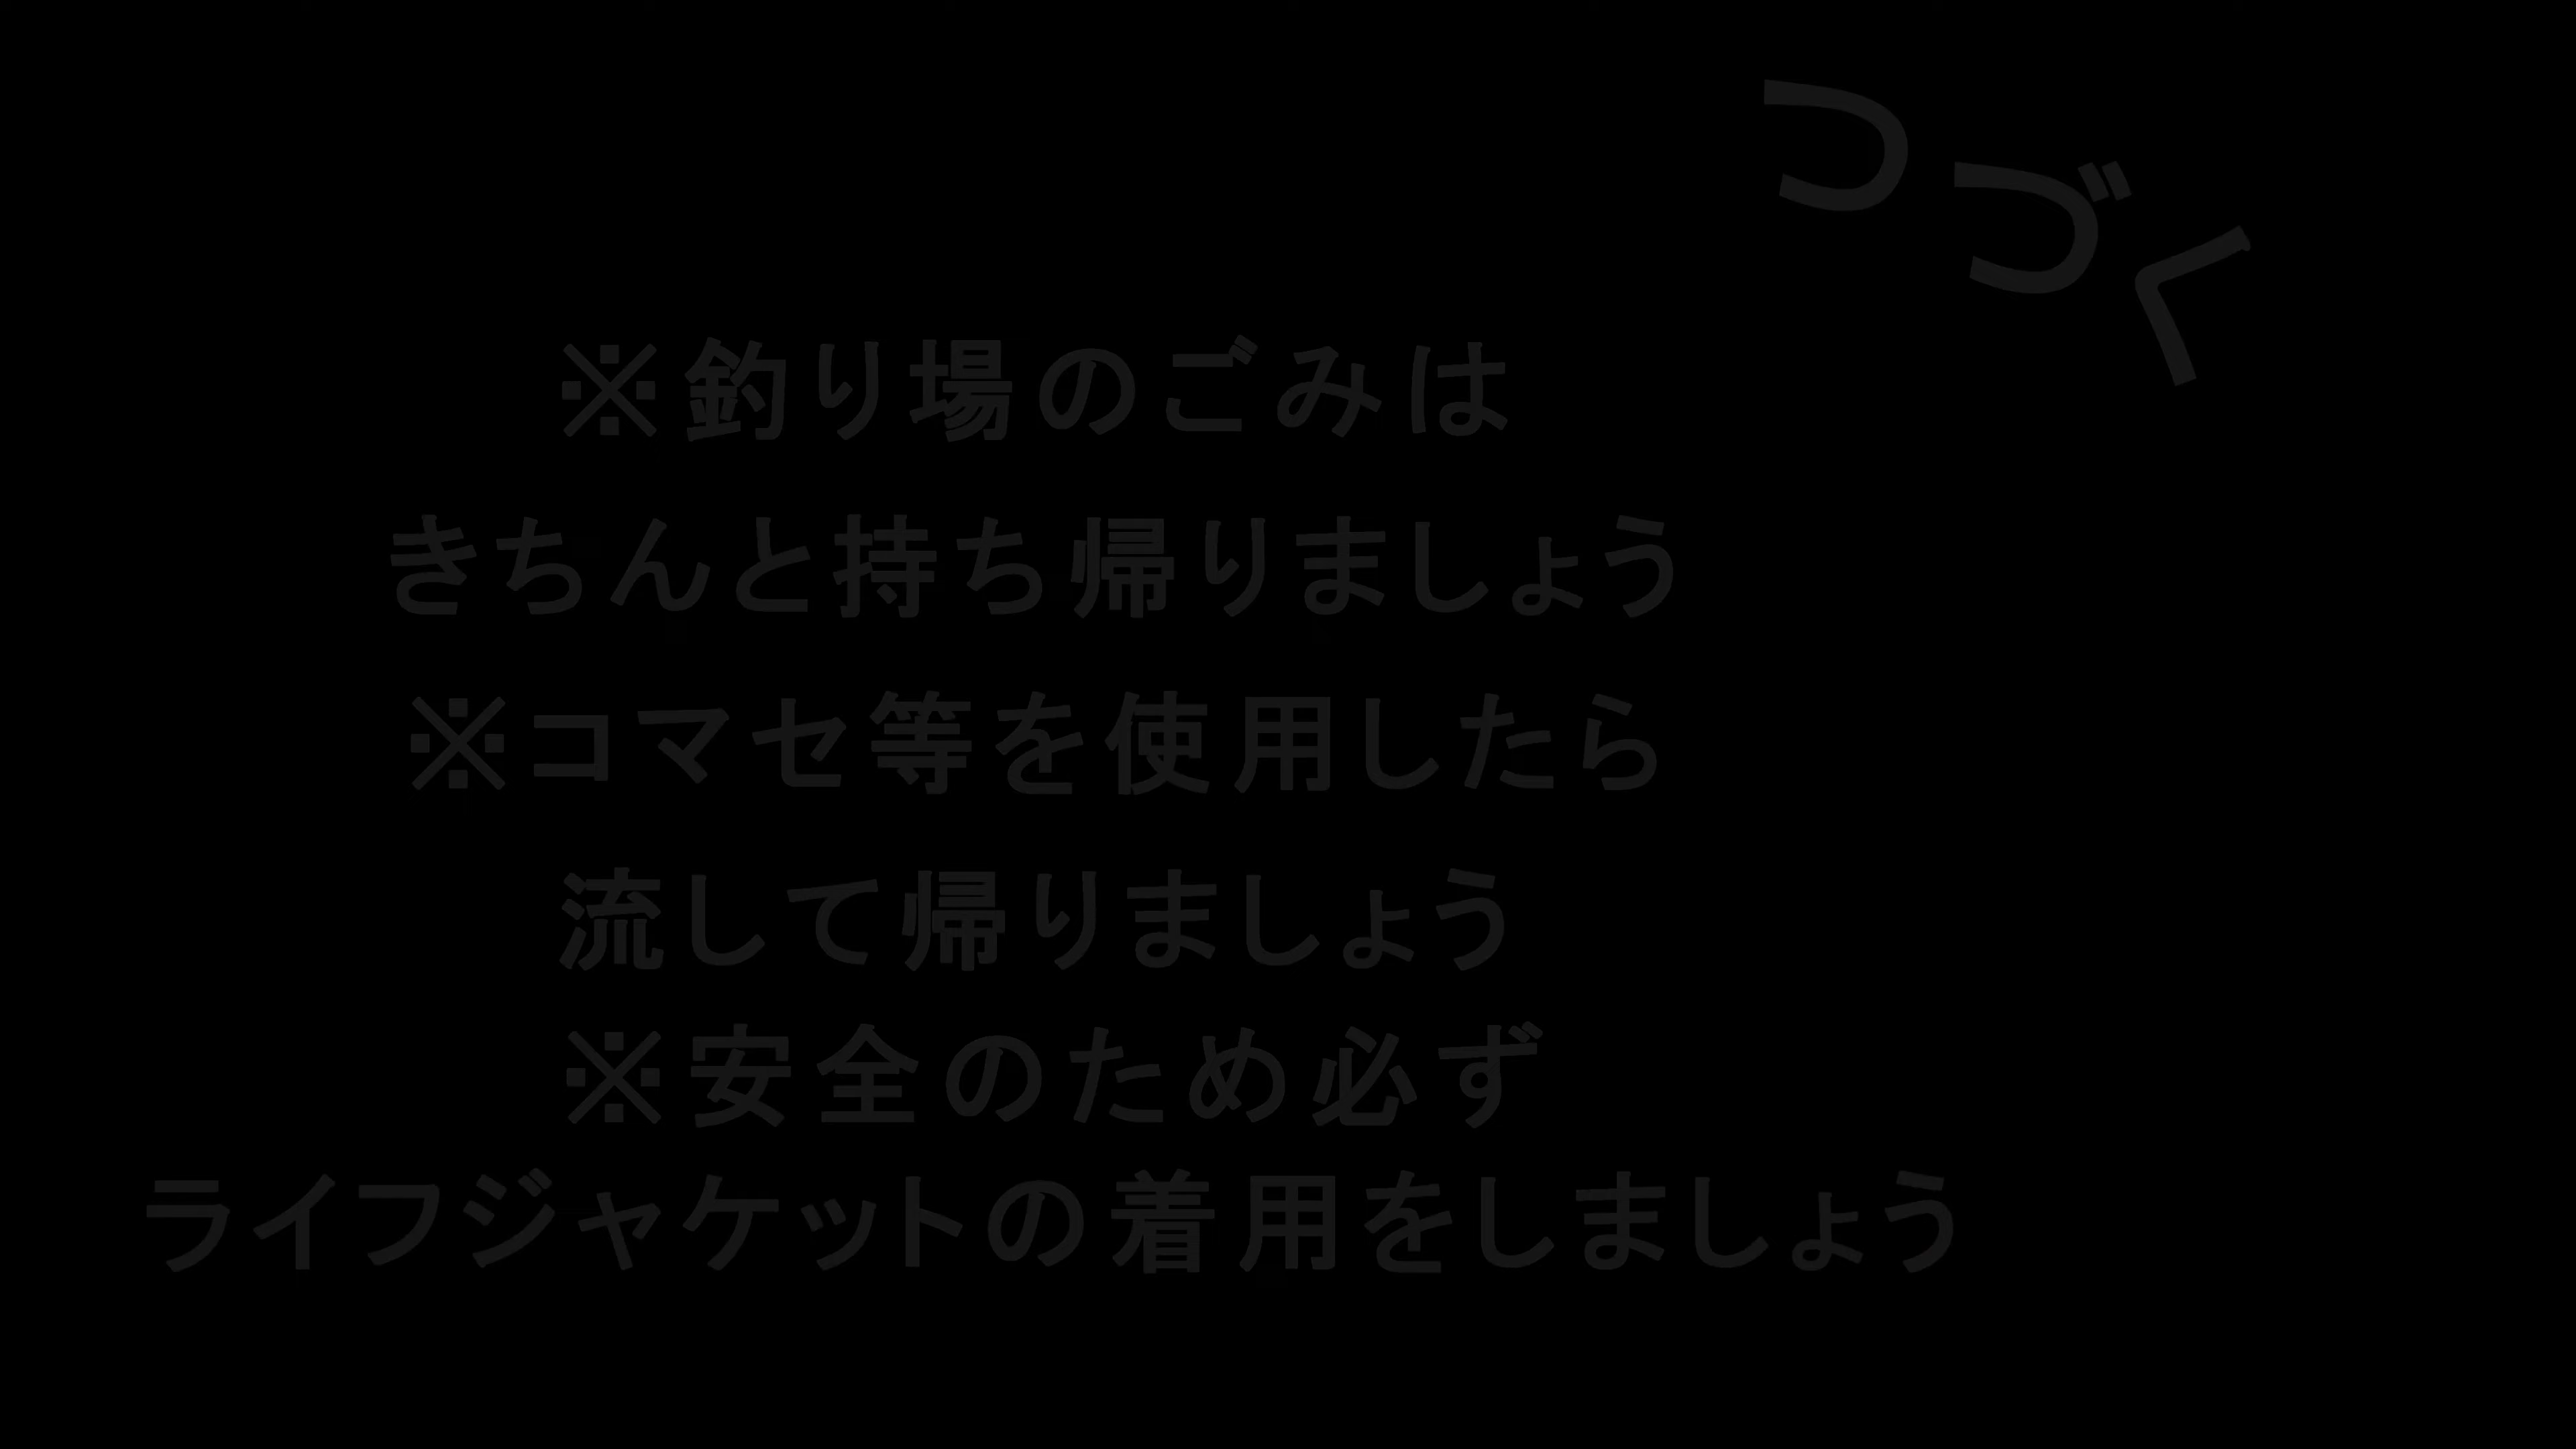 つづく
※釣り場のごみは
きちんと持ち帰りましょう
※コマセ等を使用したら
流して帰りましょう
※安全のため必ず
ライフジャケットの着用をしましょう